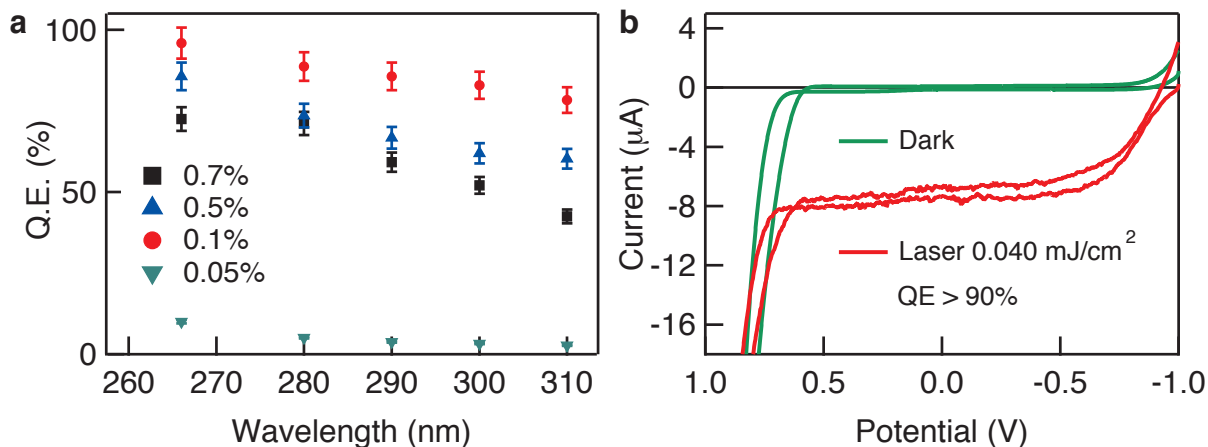 a
Q.E. (%)
100
50
0
0.7%
0.5%
0.1%
0.05%
260 270 280 290 300 310
Wavelength (nm)
b
Current (μA)
4
0
-4
-8
-12
-16
Dark
Laser 0.040 mJ/cm²
QE > 90%
1.0 0.5 0.0 -0.5 -1.0
Potential (V)